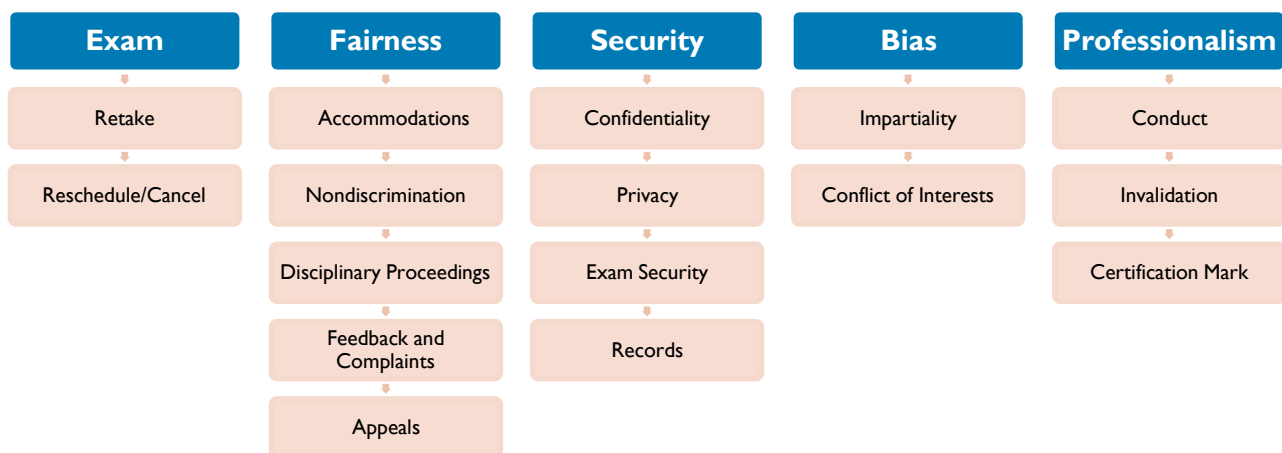 Exam
Retake
Reschedule/Cancel
Fairness
Accommodations
Nondiscrimination
Disciplinary Proceedings
Feedback and
Complaints
Appeals
Security
Confidentiality
Privacy
Exam Security
Records
Bias
Impartiality
Conflict of Interests
Professionalism
Conduct
Invalidation
Certification Mark